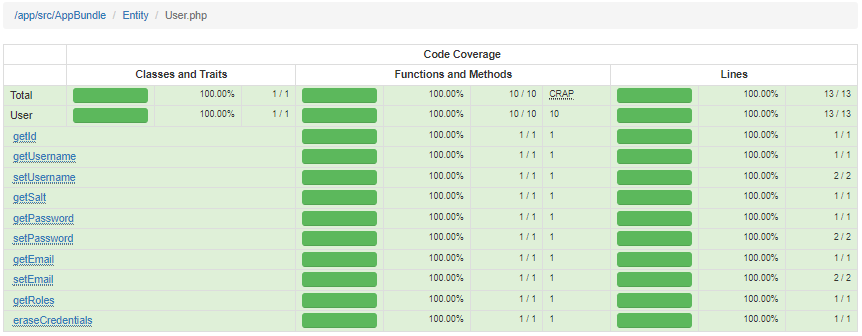 /app/src/AppBundle / Entity / User.php
Code Coverage
Classes and Traits Functions and Methods Lines
Total 100.00% 1 / 1 100.00% 10 / 10 CRAP 100.00% 13 / 13
User 100.00% 1 / 1 100.00% 10 / 10 10 100.00% 13 / 13
getId 100.00% 1 / 1 1 100.00% 1 / 1
getUsername 100.00% 1 / 1 1 100.00% 1 / 1
setUsername 100.00% 1 / 1 1 100.00% 2 / 2
getSalt 100.00% 1 / 1 1 100.00% 1 / 1
getPassword 100.00% 1 / 1 1 100.00% 1 / 1
setPassword 100.00% 1 / 1 1 100.00% 2 / 2
getEmail 100.00% 1 / 1 1 100.00% 1 / 1
setEmail 100.00% 1 / 1 1 100.00% 2 / 2
getRoles 100.00% 1 / 1 1 100.00% 1 / 1
eraseCredentials 100.00% 1 / 1 1 100.00% 1 / 1